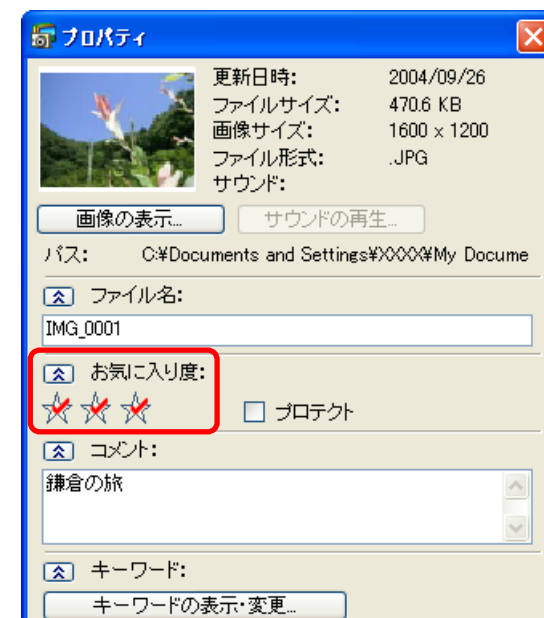 プロパティ
更新日時: 2004/09/26
ファイルサイズ: 470.6 KB
画像サイズ: 1600 x 1200
ファイル形式: .JPG
サウンド:
画像の表示... サウンドの再生...
パス: C:¥Documents and Settings¥XXXX¥My Docume
ファイル名:
IMG_0001
お気に入り度:
プロテクト
コメント:
鎌倉の旅
キーワード:
キーワードの表示・変更...